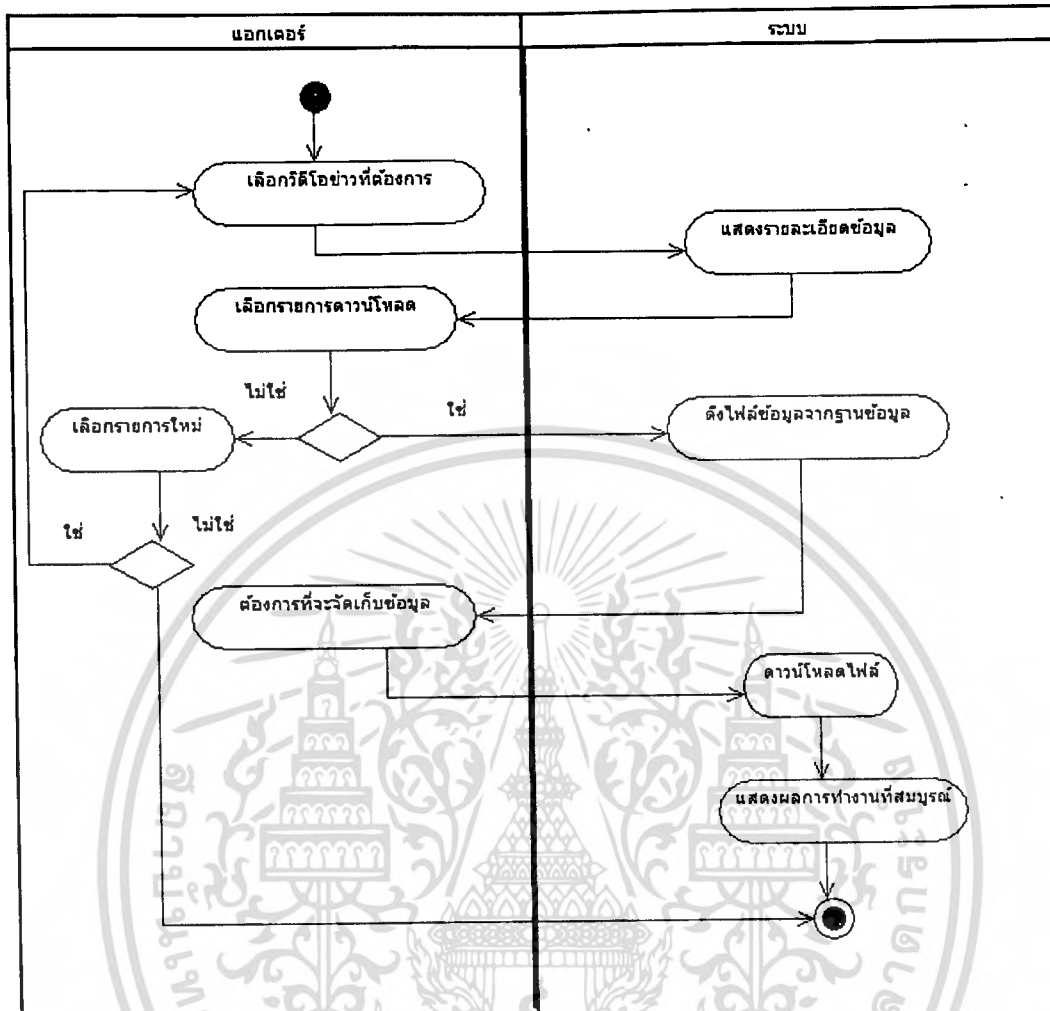 แอกเตอร์
ระบบ
เลือกวิดีโอข่าวที่ต้องการ
แสดงรายละเอียดข้อมูล
เลือกรายการดาวน์โหลด
ไม่ใช่
ใช่
เลือกรายการใหม่
ดึงไฟล์ข้อมูลจากฐานข้อมูล
ใช่
ไม่ใช่
ต้องการที่จะจัดเก็บข้อมูล
ดาวน์โหลดไฟล์
แสดงผลการทำงานที่สมบูรณ์